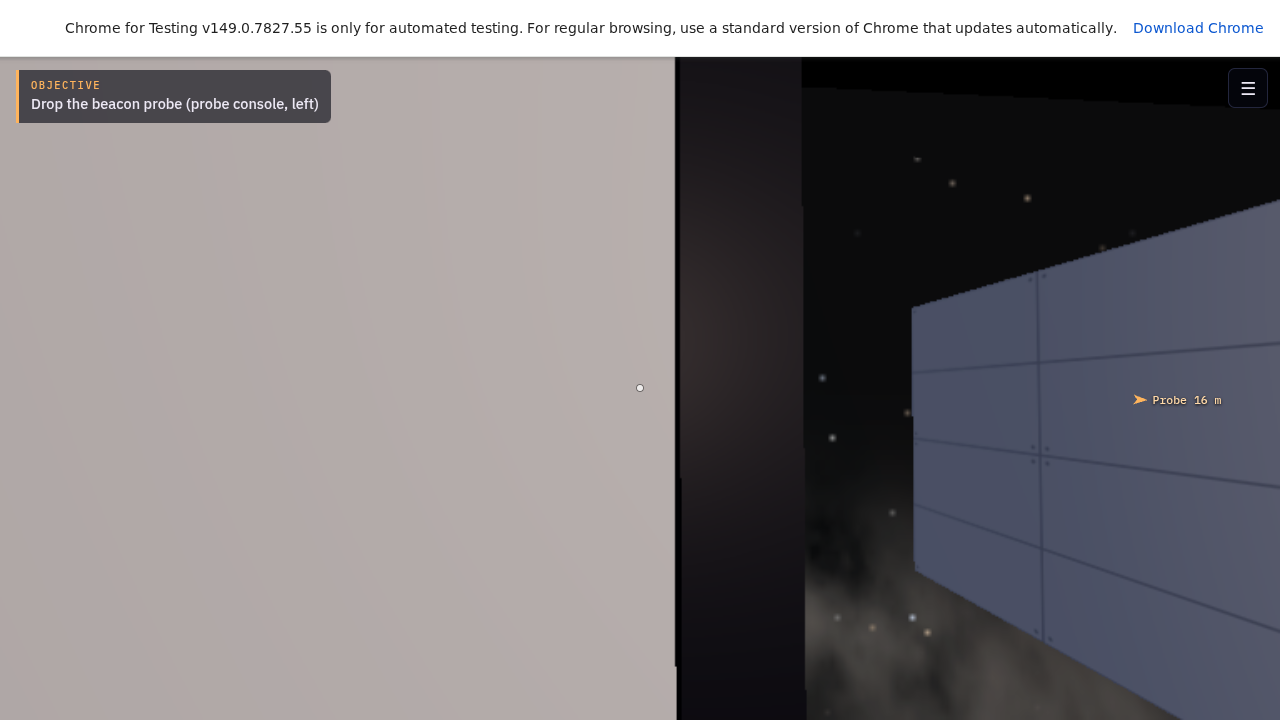 Chrome for Testing v149.0.7827.55 is only for automated testing. For regular browsing, use a standard version of Chrome that updates automatically. Download Chrome
OBJECTIVE
Drop the beacon probe (probe console, left)
Probe 16 m